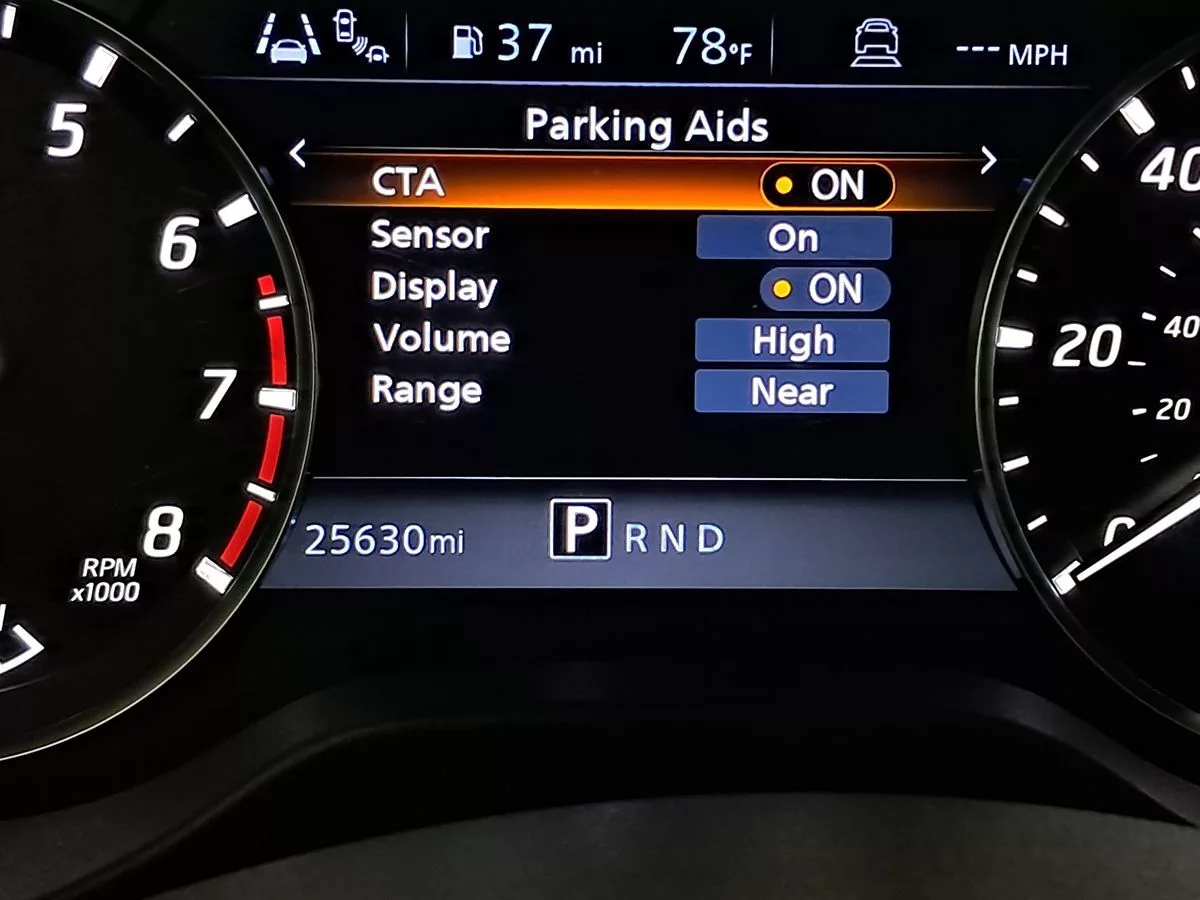 37 mi 78°F --- MPH
Parking Aids
< >
CTA ON
Sensor On
Display ON
Volume High
Range Near
25630mi P R N D
5
6
7
8
RPM
x1000
40
40
20
20
0